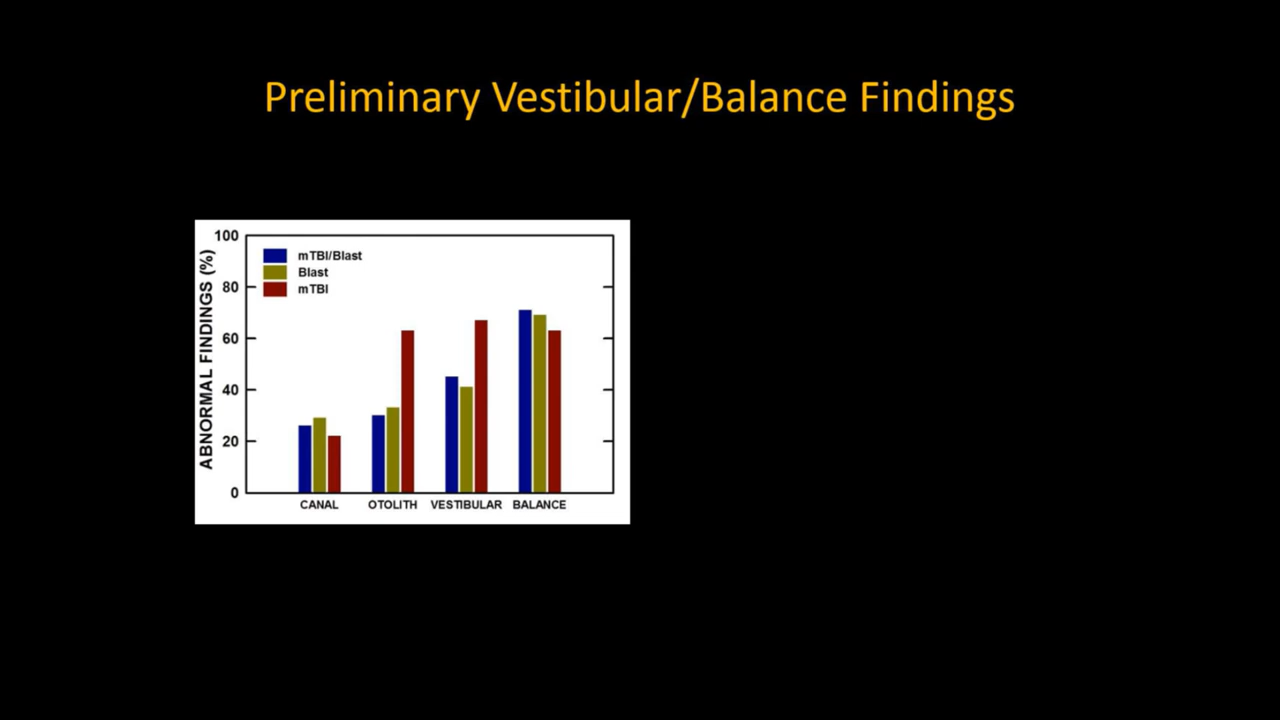 Preliminary Vestibular/Balance Findings
ABNORMAL FINDINGS (%)
100
80
60
40
20
0
mTBI/Blast
Blast
mTBI
CANAL OTOLITH VESTIBULAR BALANCE